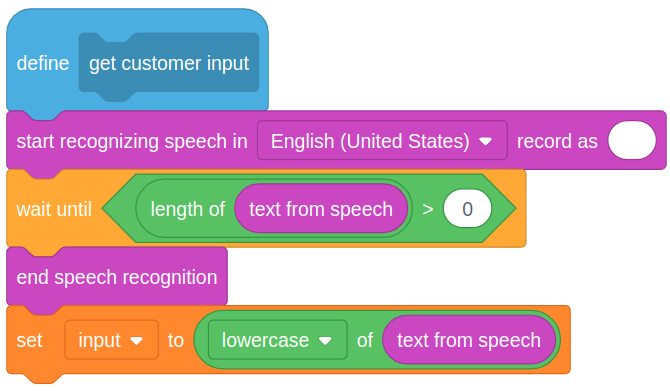 define get customer input
start recognizing speech in English (United States) record as
wait until length of text from speech > 0
end speech recognition
set input to lowercase of text from speech